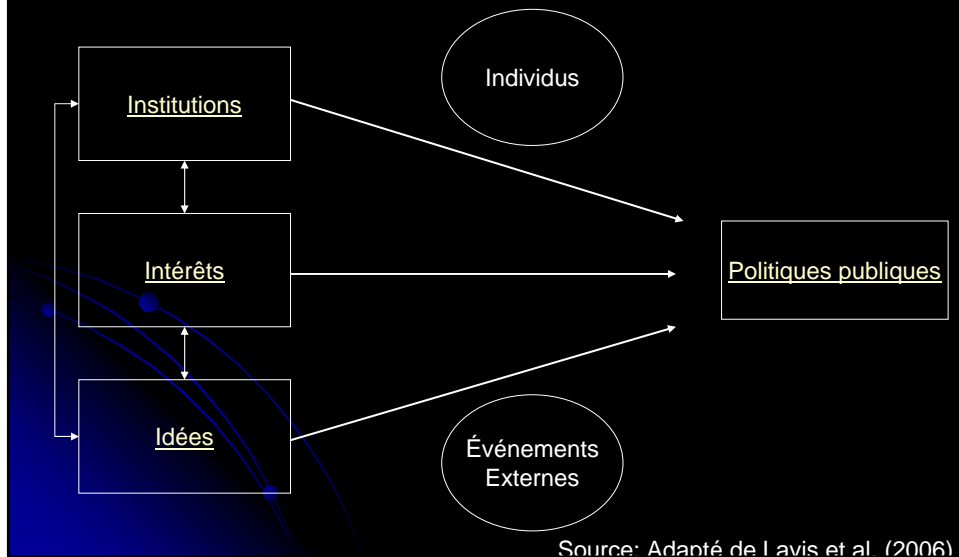 Individus
Institutions
Intérêts
Politiques publiques
Idées
Événements
Externes
Source: Adapté de Lavis et al. (2006)